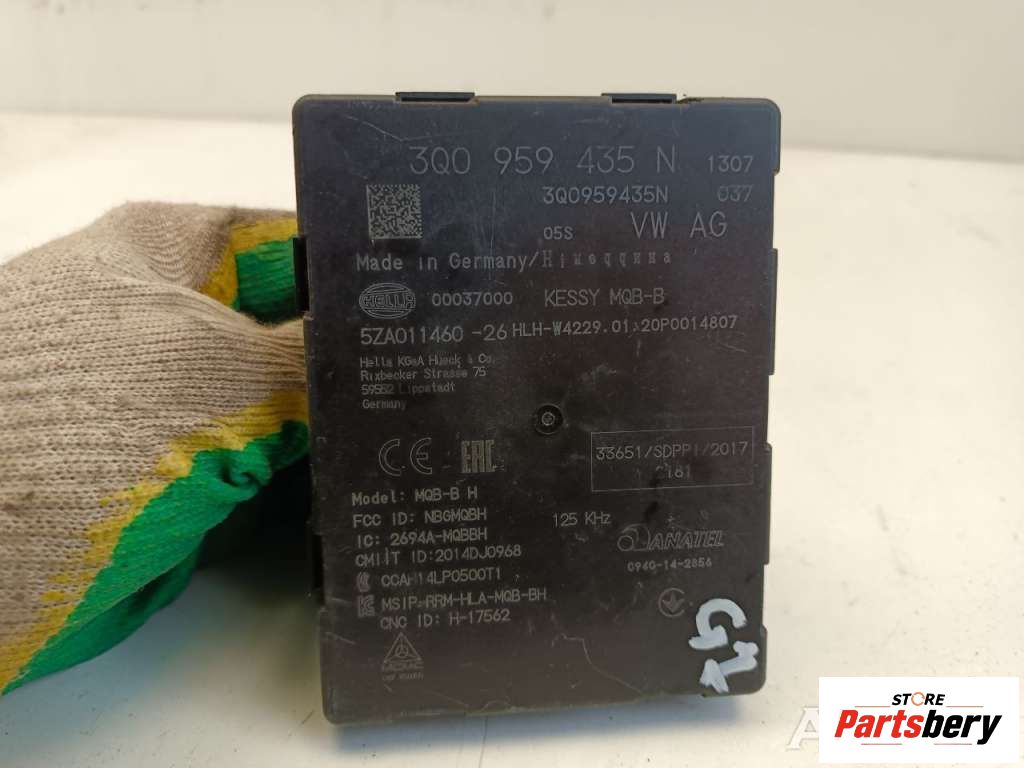 3Q0 959 435 N 1307
3Q0959435N 037
05S VW AG
Made in Germany/
HELLA 00037000 KESSY MQB-B
5ZA011460-26 HLH-W4229.01 20P0014807
Hella KGaA Hueck & Co.
Rixbecker Strasse 75
59552 Lippstadt
Germany
CE EAC
33651/SDPPI/2017
Model: MQB-B H
FCC ID: NBGMQBH
125 KHz
IC: 2694A-MQBBH
ANATEL
CMIIT ID:2014DJ0968
0940-14-2856
CCAH14LP0500T1
MSIP-RRM-HLA-MQB-BH
CNC ID: H-17562
STORE
Partsbery